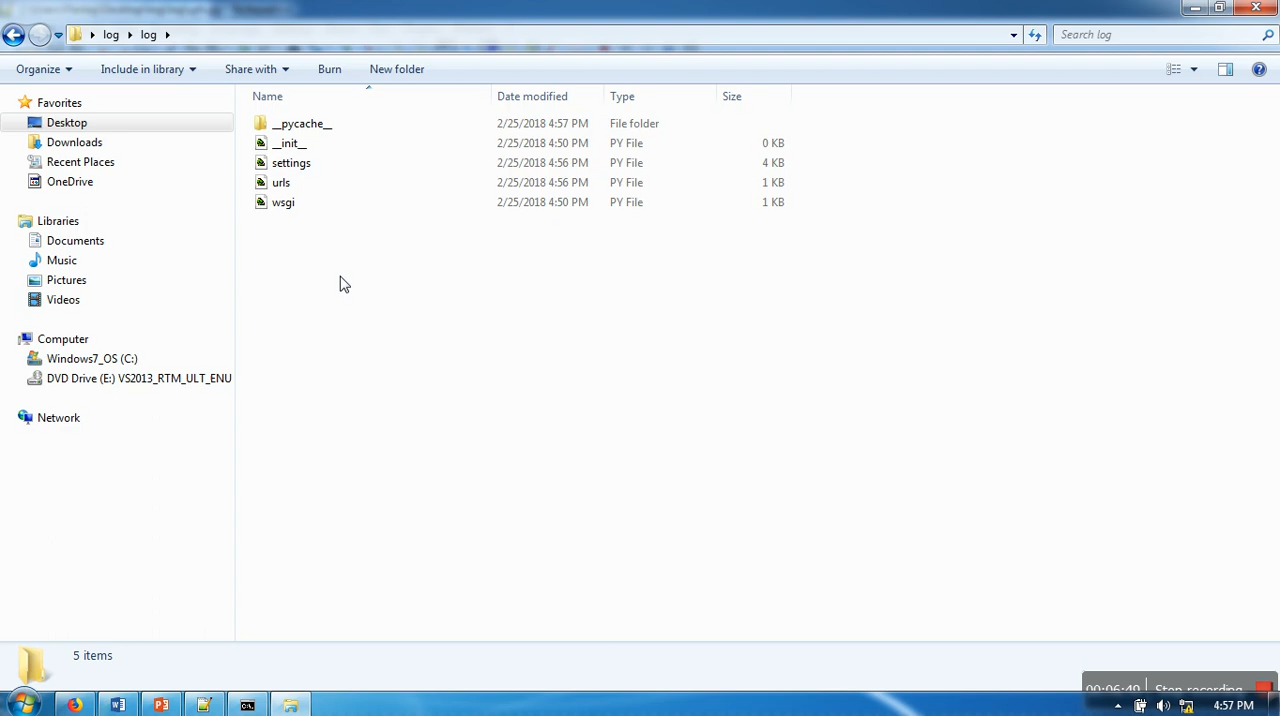 log log
Search log
Organize Include in library Share with Burn New folder
Name Date modified Type Size
__pycache__ 2/25/2018 4:57 PM File folder
__init__ 2/25/2018 4:50 PM PY File 0 KB
settings 2/25/2018 4:56 PM PY File 4 KB
urls 2/25/2018 4:56 PM PY File 1 KB
wsgi 2/25/2018 4:50 PM PY File 1 KB
Favorites
Desktop
Downloads
Recent Places
OneDrive
Libraries
Documents
Music
Pictures
Videos
Computer
Windows7_OS (C:)
DVD Drive (E:) VS2013_RTM_ULT_ENU
Network
5 items
00:06:49 Stop recording
4:57 PM